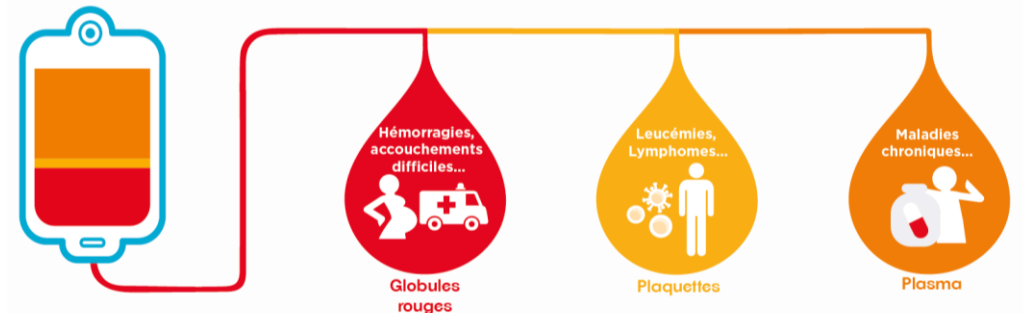 Hémorragies,
accouchements
difficiles...
Globules
rouges
Leucémies,
Lymphomes...
Plaquettes
Maladies
chroniques...
Plasma